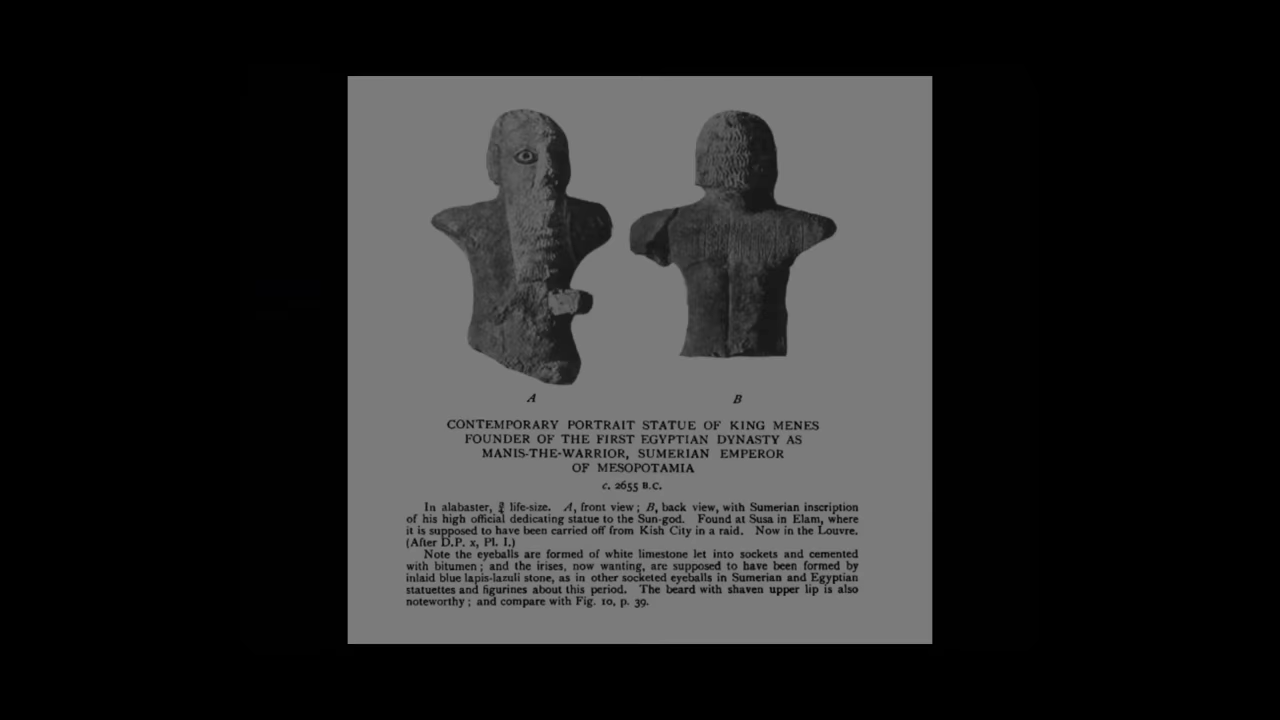 A B
CONTEMPORARY PORTRAIT STATUE OF KING MENES
FOUNDER OF THE FIRST EGYPTIAN DYNASTY AS
MANIS-THE-WARRIOR, SUMERIAN EMPEROR
OF MESOPOTAMIA
c. 2655 B.C.
In alabaster, life-size. A, front view; B, back view, with Sumerian inscription
of his high official dedicating statue to the Sun-god. Found at Susa in Elam, where
it is supposed to have been carried off from Kish City in a raid. Now in the Louvre.
(After D.P. x, Pl. I.)
Note the eyeballs are formed of white limestone let into sockets and cemented
with bitumen; and the irises, now wanting, are supposed to have been formed by
inlaid blue lapis-lazuli stone, as in other socketed eyeballs in Sumerian and Egyptian
statuettes and figurines about this period. The beard with shaven upper lip is also
noteworthy; and compare with Fig. 10, p. 39.